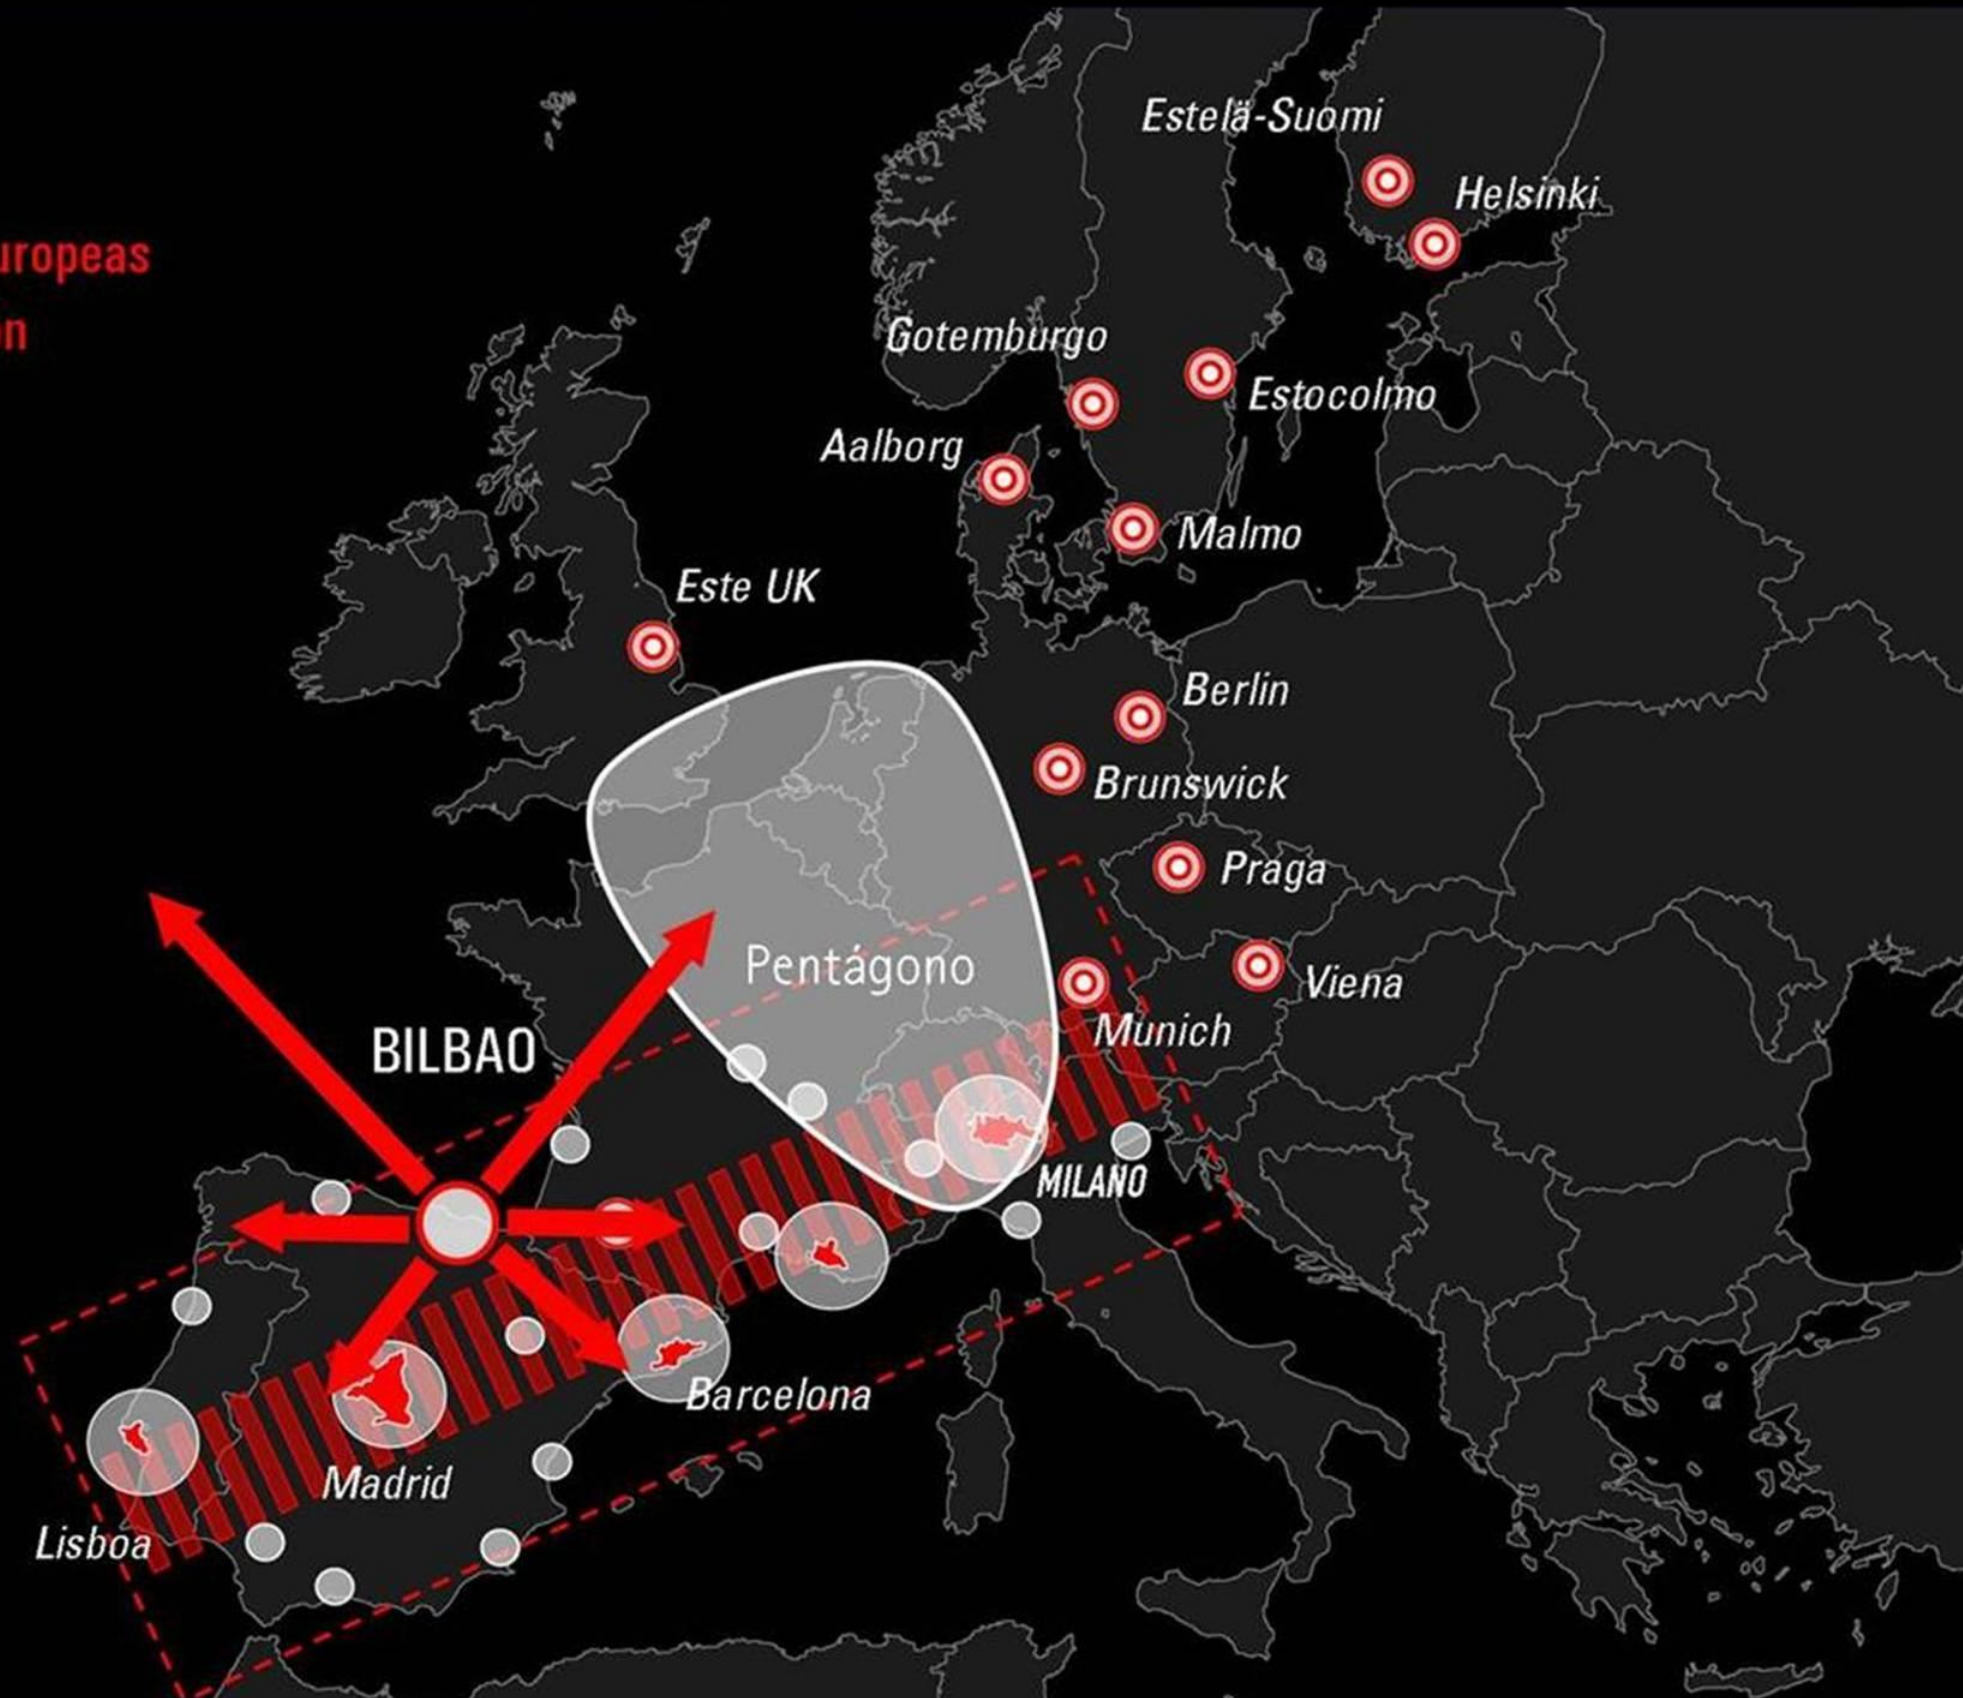 Estelä-Suomi
Helsinki
uropeas
on
Gotemburgo
Estocolmo
Aalborg
Malmo
Este UK
Berlin
Brunswick
Praga
Pentágono
Viena
BILBAO
Munich
MILANO
Barcelona
Madrid
Lisboa